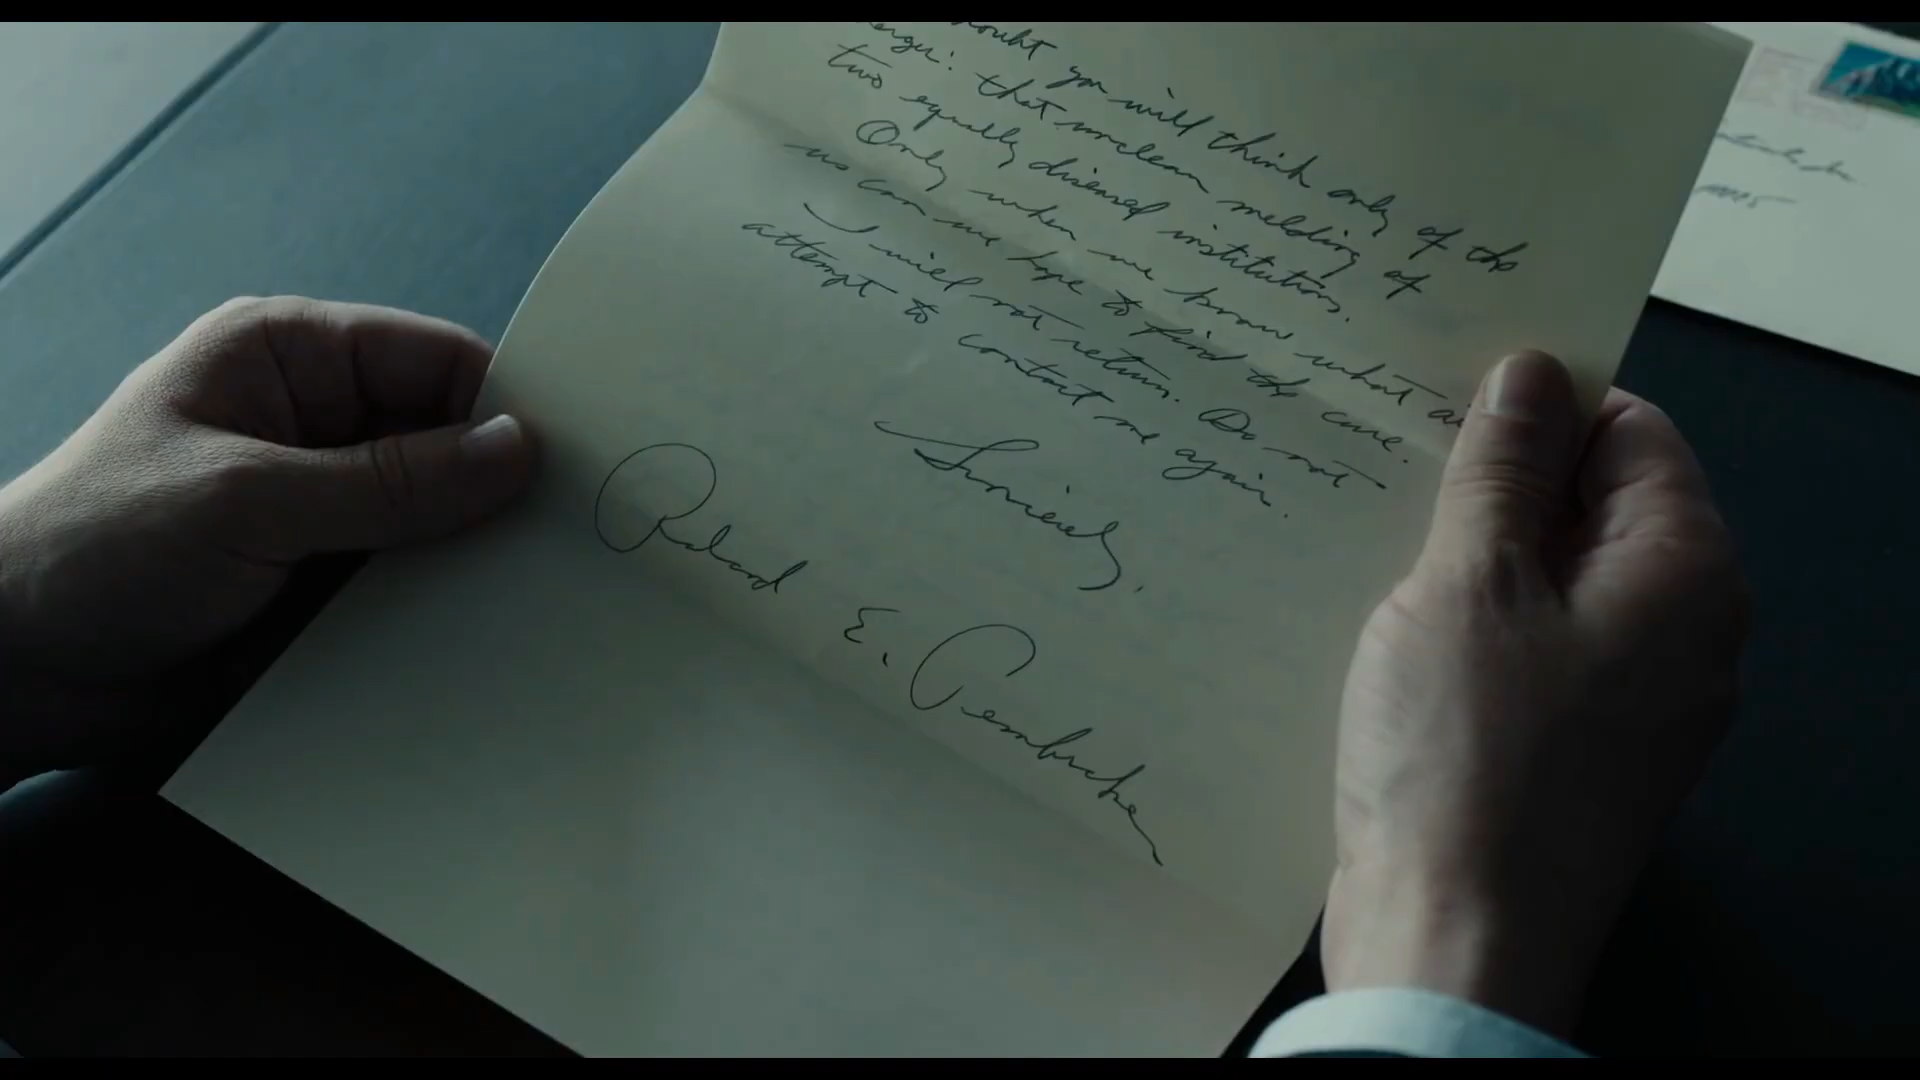 doubt you will think only of the
merger: that unclean melding of
two equally diseased institutions.
Only when we know what ails
us can we hope to find the cure.
I will not return. Do not
attempt to contact me again.
Sincerely,
Roland E. Pembroke